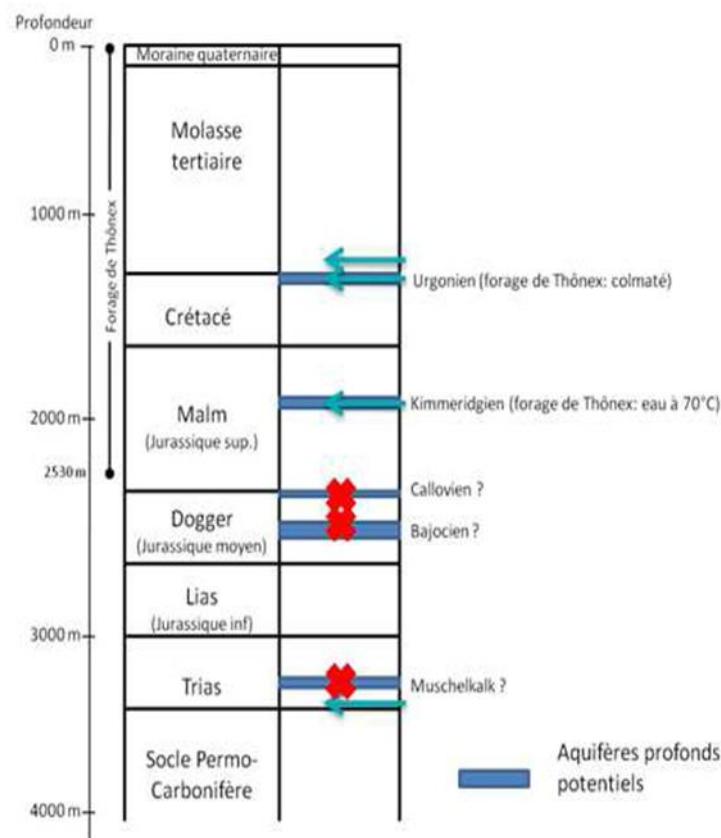 Profondeur
0 m
Moraine quaternaire
Molasse
tertiaire
1000 m
Forage de Thônex
Urgonien (forage de Thônex: colmaté)
Crétacé
Kimmeridgien (forage de Thônex: eau à 70°C)
Malm
2000 m
(Jurassique sup.)
2530 m
Callovien ?
Dogger
Bajocien ?
(Jurassique moyen)
Lias
(Jurassique inf)
3000 m
Trias
Muschelkalk ?
Socle Permo-
Carbonifère
Aquifères profonds
potentiels
4000 m